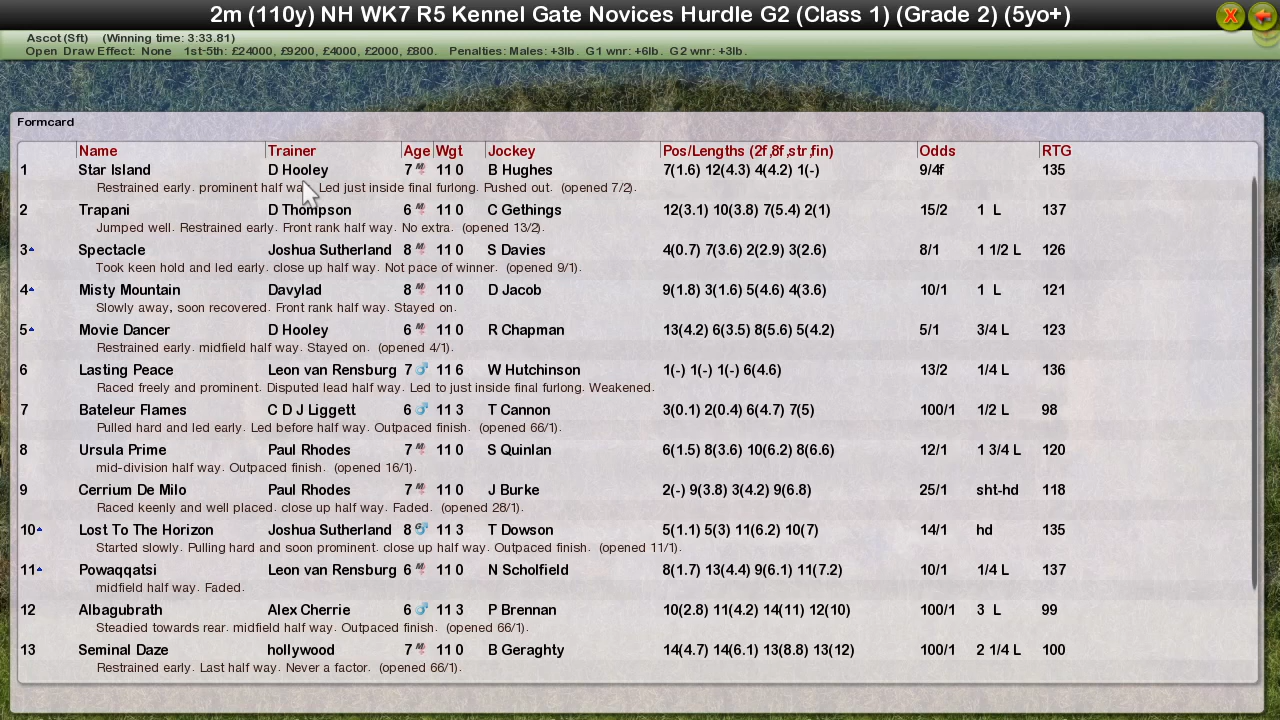 2m (110y) NH WK7 R5 Kennel Gate Novices Hurdle G2 (Class 1) (Grade 2) (5yo+)
X
Ascot(Sft) (Winning time: 3:33.81)
Open Draw Effect: None 1st-5th: £24000, £9200, £4000, £2000, £800. Penalties: Males: +3lb. G1 wnr: +6lb. G2 wnr: +3lb.
Formcard
Name Trainer Age Wgt Jockey Pos/Lengths (2f,8f,str,fin) Odds RTG
1 Star Island D Hooley 7 11 0 B Hughes 7(1.6) 12(4.3) 4(4.2) 1(-) 9/4f 135
Restrained early. prominent half Led just inside final furlong. Pushed out. (opened 7/2).
2 Trapani D Thompson 6 11 0 C Gethings 12(3.1) 10(3.8) 7(5.4) 2(1) 15/2 1 L 137
Jumped well. Restrained early. Front rank half way. No extra. (opened 13/2).
3 Spectacle Joshua Sutherland 8 11 0 S Davies 4(0.7) 7(3.6) 2(2.9) 3(2.6) 8/1 1 1/2 L 126
Took keen hold and led early. close up half way. Not pace of winner. (opened 9/1).
4 Misty Mountain Davylad 8 11 0 D Jacob 9(1.8) 3(1.6) 5(4.6) 4(3.6) 10/1 1 L 121
Slowly away, soon recovered. Front rank half way. Stayed on.
5 Movie Dancer D Hooley 6 11 0 R Chapman 13(4.2) 6(3.5) 8(5.6) 5(4.2) 5/1 3/4 L 123
Restrained early. midfield half way. Stayed on. (opened 4/1).
6 Lasting Peace Leon van Rensburg 7 11 6 W Hutchinson 1(-) 1(-) 1(-) 6(4.6) 13/2 1/4 L 136
Raced freely and prominent. Disputed lead half way. Led to just inside final furlong. Weakened.
7 Bateleur Flames C D J Liggett 6 11 3 T Cannon 3(0.1) 2(0.4) 6(4.7) 7(5) 100/1 1/2 L 98
Pulled hard and led early. Led before half way. Outpaced finish. (opened 66/1).
8 Ursula Prime Paul Rhodes 7 11 0 S Quinlan 6(1.5) 8(3.6) 10(6.2) 8(6.6) 12/1 1 3/4 L 120
mid-division half way. Outpaced finish. (opened 16/1).
9 Cerrium De Milo Paul Rhodes 7 11 0 J Burke 2(-) 9(3.8) 3(4.2) 9(6.8) 25/1 sht-hd 118
Raced keenly and well placed. close up half way. Faded. (opened 28/1).
10 Lost To The Horizon Joshua Sutherland 8 11 3 T Dowson 5(1.1) 5(3) 11(6.2) 10(7) 14/1 hd 135
Started slowly. Pulling hard and soon prominent. close up half way. Outpaced finish. (opened 11/1).
11 Powaqqatsi Leon van Rensburg 6 11 0 N Scholfield 8(1.7) 13(4.4) 9(6.1) 11(7.2) 10/1 1/4 L 137
midfield half way. Faded.
12 Albagubrath Alex Cherrie 6 11 3 P Brennan 10(2.8) 11(4.2) 14(11) 12(10) 100/1 3 L 99
Steadied towards rear. midfield half way. Outpaced finish. (opened 66/1).
13 Seminal Daze hollywood 7 11 0 B Geraghty 14(4.7) 14(6.1) 13(8.8) 13(12) 100/1 2 1/4 L 100
Restrained early. Last half way. Never a factor. (opened 66/1).